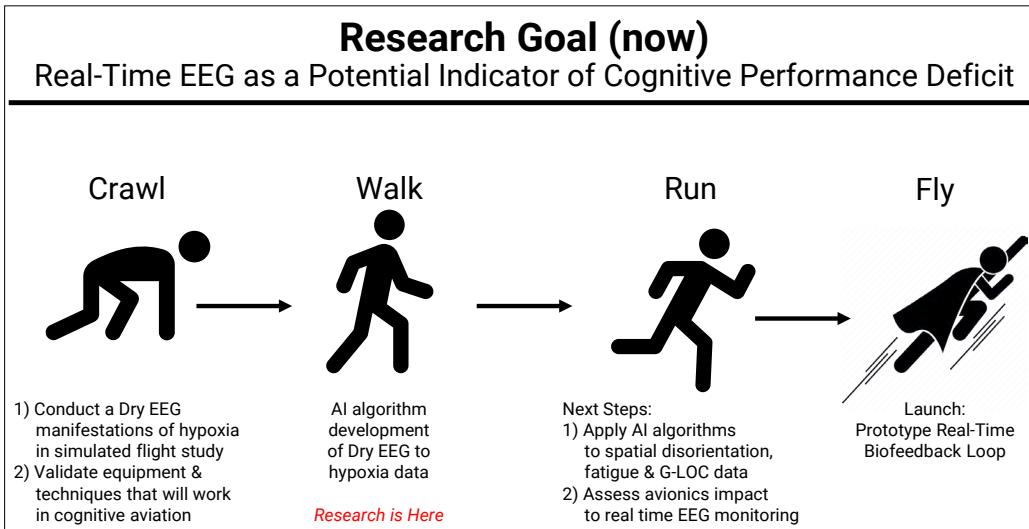 Research Goal (now)
Real-Time EEG as a Potential Indicator of Cognitive Performance Deficit
Crawl
Walk
Run
Fly
1) Conduct a Dry EEG
manifestations of hypoxia
in simulated flight study
2) Validate equipment &
techniques that will work
in cognitive aviation
AI algorithm
development
of Dry EEG to
hypoxia data
Research is Here
Next Steps:
1) Apply AI algorithms
to spatial disorientation,
fatigue & G-LOC data
2) Assess avionics impact
to real time EEG monitoring
Launch:
Prototype Real-Time
Biofeedback Loop